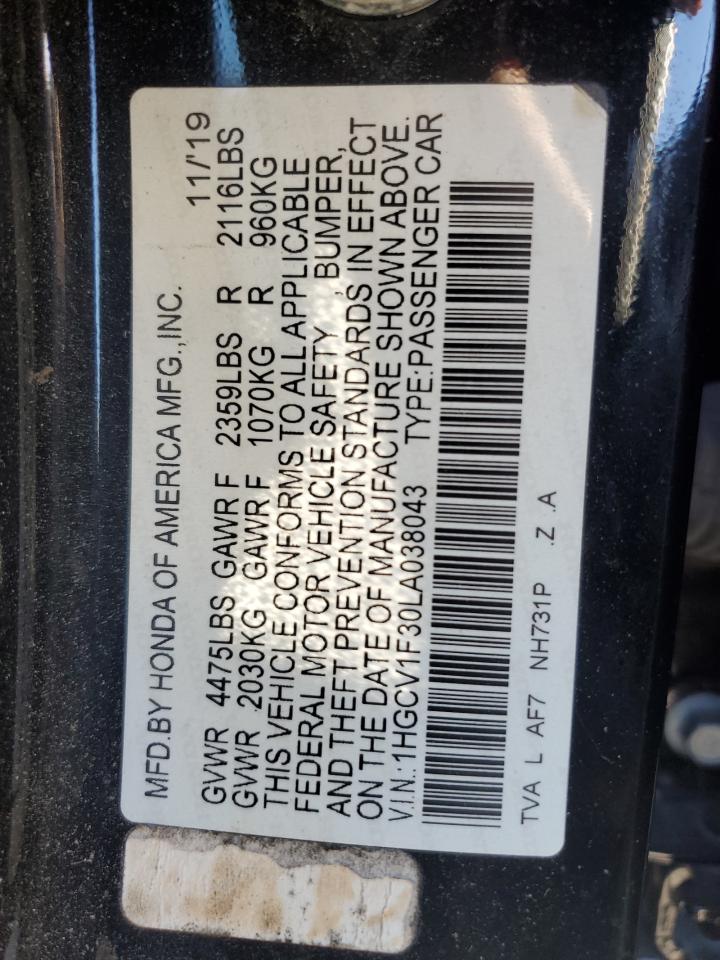 MFD.BY HONDA OF AMERICA MFG.,INC. 11/'19
GVWR 4475LBS GAWR F 2359LBS R 2116LBS
GVWR .2030KG GAWR F 1070KG R 960KG
THIS VEHICLE CONFORMS TO ALL APPLICABLE
FEDERAL MOTOR VEHICLE SAFETY , BUMPER,
AND THEFT PREVENTION STANDARDS IN EFFECT
ON THE DATE OF MANUFACTURE SHOWN ABOVE.
V.I.N.:1HGCV1F30LA038043 TYPE:PASSENGER CAR
TVA L AF7 NH731P .Z .A